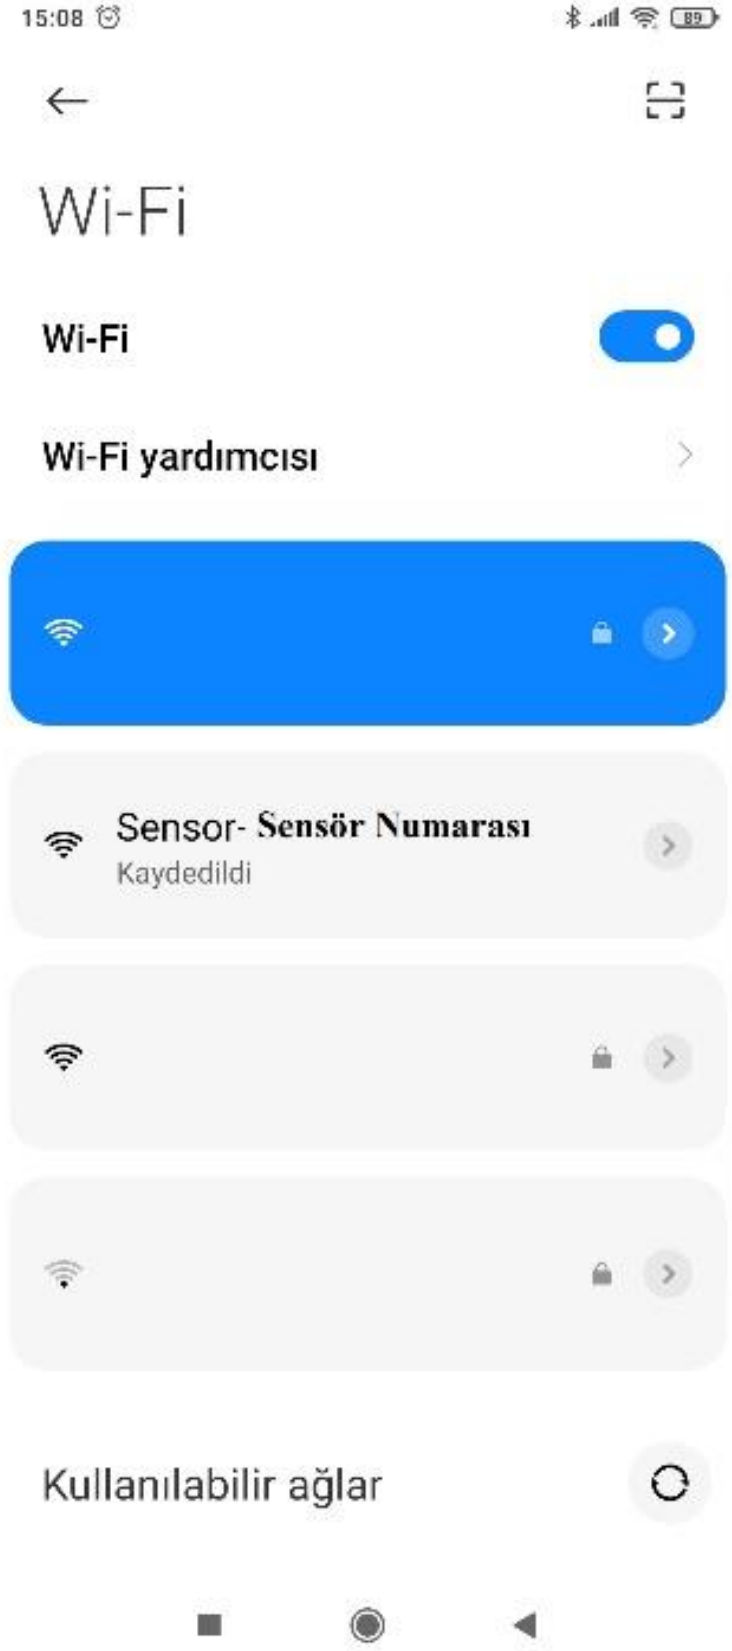 15:08
89
Wi-Fi
Wi-Fi
Wi-Fi yardımcısı
Sensor- Sensör Numarası
Kaydedildi
Kullanılabilir ağlar